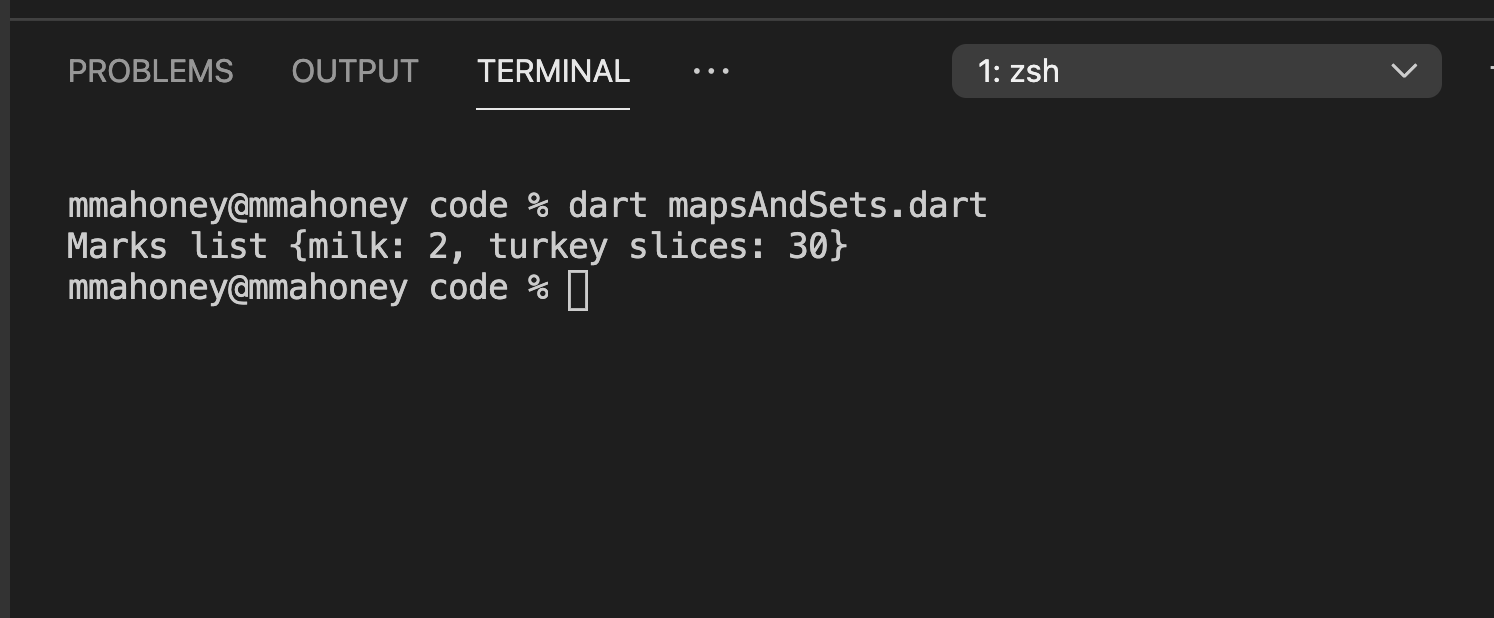 PROBLEMS OUTPUT TERMINAL ... 1: zsh
mmahoney@mmahoney code % dart mapsAndSets.dart
Marks list {milk: 2, turkey slices: 30}
mmahoney@mmahoney code %